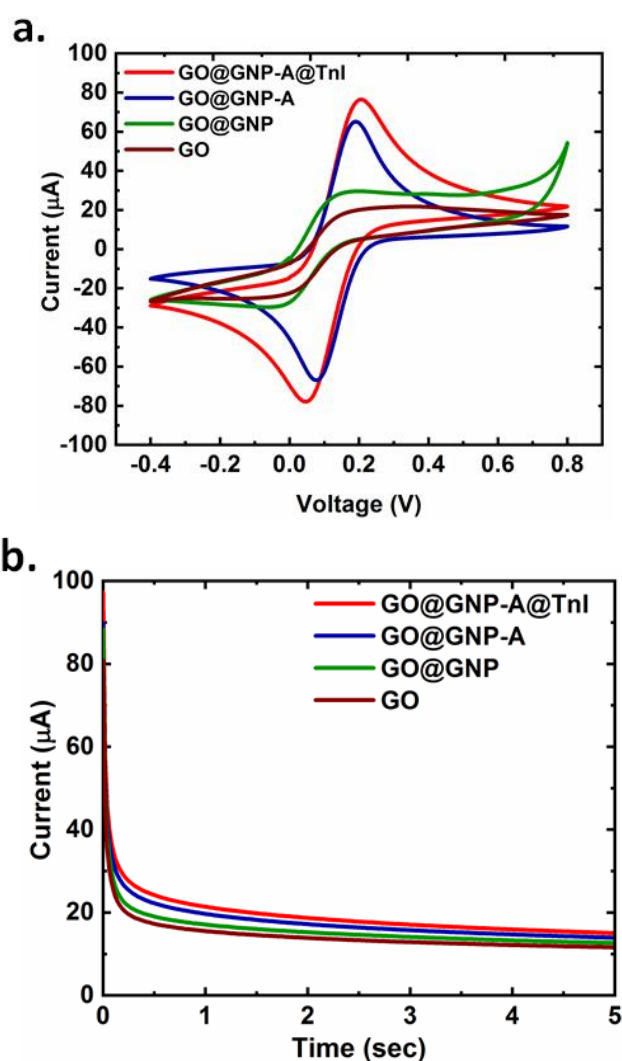 a.
100
80
60
40
20
0
-20
-40
-60
-80
-100
Current (μA)
GO@GNP-A@TnI
GO@GNP-A
GO@GNP
GO
-0.4 -0.2 0.0 0.2 0.4 0.6 0.8
Voltage (V)
b.
100
80
60
40
20
0
Current (μA)
GO@GNP-A@TnI
GO@GNP-A
GO@GNP
GO
0 1 2 3 4 5
Time (sec)